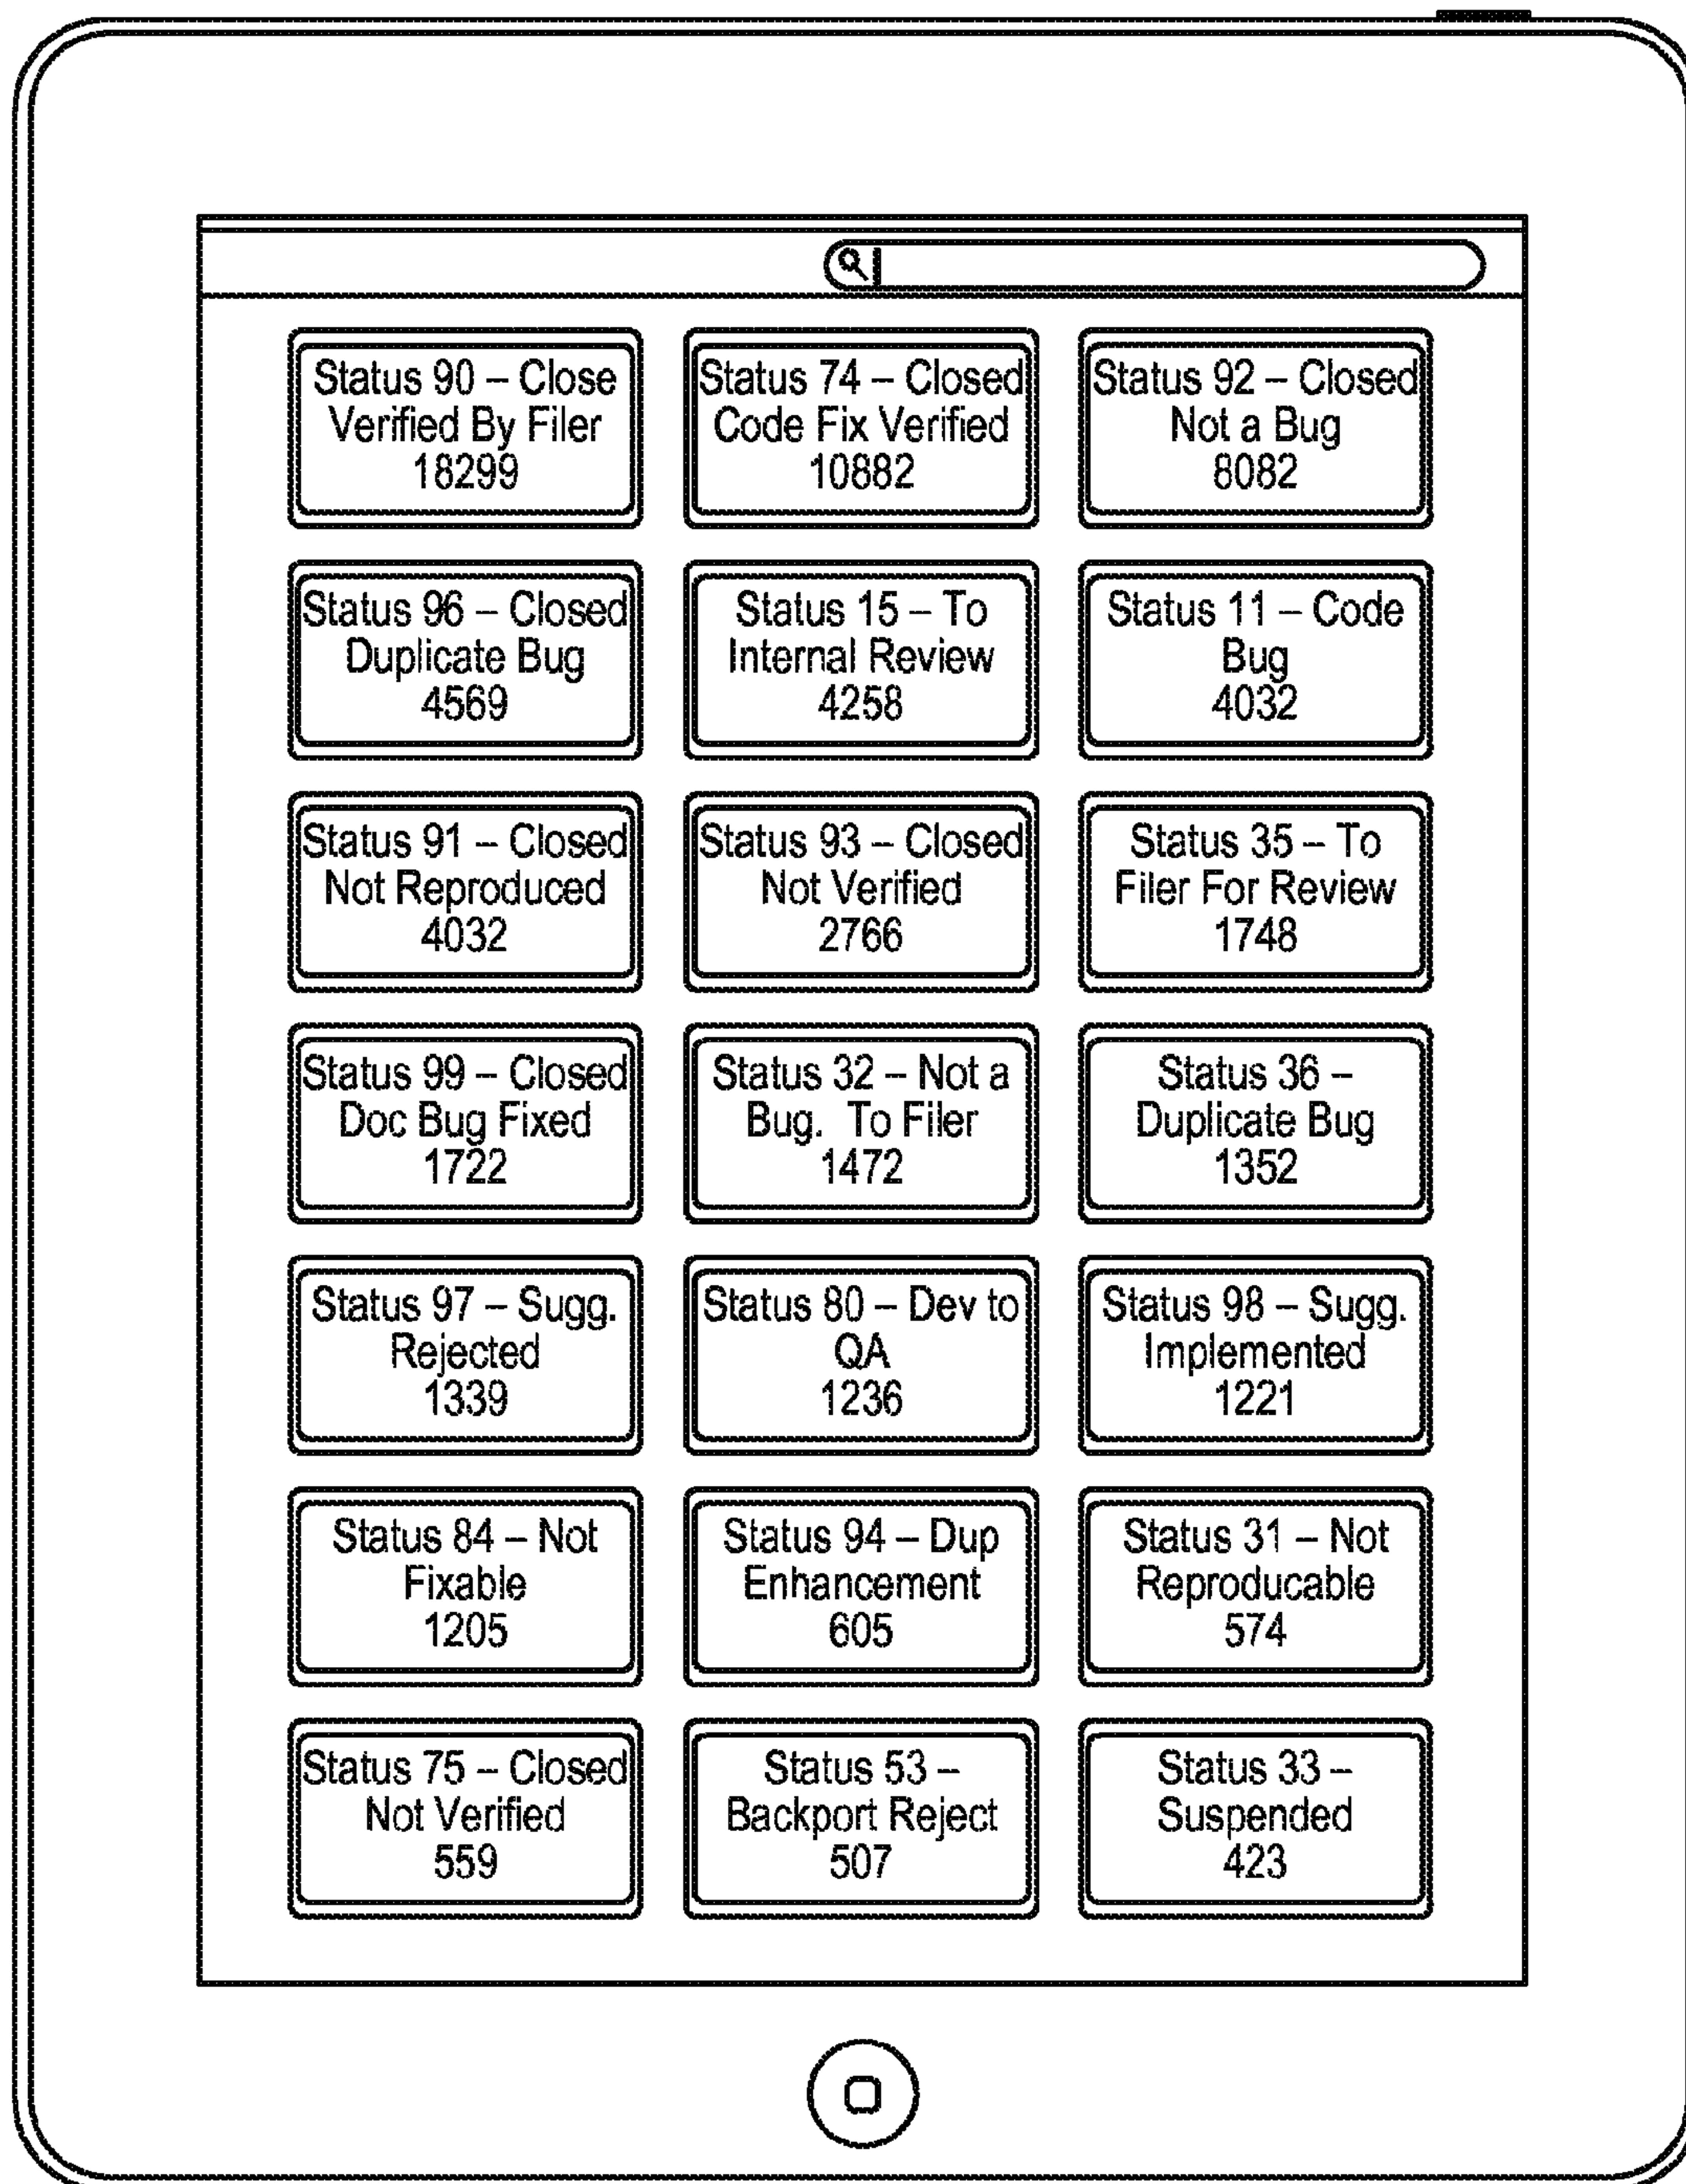 Status 90 – Close
Verified By Filer
18299
Status 74 – Closed
Code Fix Verified
10882
Status 92 – Closed
Not a Bug
8082
Status 96 – Closed
Duplicate Bug
4569
Status 15 – To
Internal Review
4258
Status 11 – Code
Bug
4032
Status 91 – Closed
Not Reproduced
4032
Status 93 – Closed
Not Verified
2766
Status 35 – To
Filer For Review
1748
Status 99 – Closed
Doc Bug Fixed
1722
Status 32 – Not a
Bug.  To Filer
1472
Status 36 –
Duplicate Bug
1352
Status 97 – Sugg.
Rejected
1339
Status 80 – Dev to
QA
1236
Status 98 – Sugg.
Implemented
1221
Status 84 – Not
Fixable
1205
Status 94 – Dup
Enhancement
605
Status 31 – Not
Reproducable
574
Status 75 – Closed
Not Verified
559
Status 53 –
Backport Reject
507
Status 33 –
Suspended
423